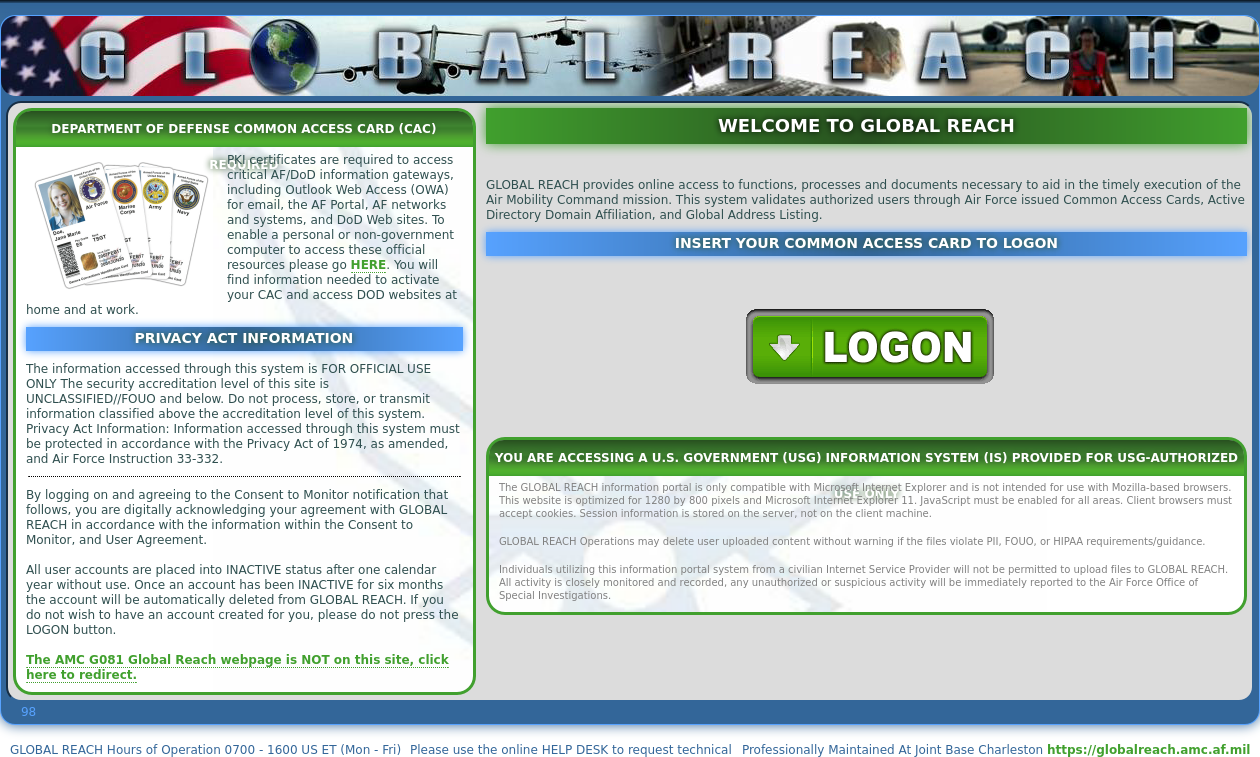 GLOBAL REACH
DEPARTMENT OF DEFENSE COMMON ACCESS CARD (CAC)
REQUIRED
PKI certificates are required to access
critical AF/DoD information gateways,
including Outlook Web Access (OWA)
for email, the AF Portal, AF networks
and systems, and DoD Web sites. To
enable a personal or non-government
computer to access these official
resources please go HERE. You will
find information needed to activate
your CAC and access DOD websites at
home and at work.
Air Force
Marine
Corps
Army
Navy
Doe,
Jane Marie
PRIVACY ACT INFORMATION
The information accessed through this system is FOR OFFICIAL USE
ONLY The security accreditation level of this site is
UNCLASSIFIED//FOUO and below. Do not process, store, or transmit
information classified above the accreditation level of this system.
Privacy Act Information: Information accessed through this system must
be protected in accordance with the Privacy Act of 1974, as amended,
and Air Force Instruction 33-332.
By logging on and agreeing to the Consent to Monitor notification that
follows, you are digitally acknowledging your agreement with GLOBAL
REACH in accordance with the information within the Consent to
Monitor, and User Agreement.
All user accounts are placed into INACTIVE status after one calendar
year without use. Once an account has been INACTIVE for six months
the account will be automatically deleted from GLOBAL REACH. If you
do not wish to have an account created for you, please do not press the
LOGON button.
The AMC G081 Global Reach webpage is NOT on this site, click
here to redirect.
WELCOME TO GLOBAL REACH
GLOBAL REACH provides online access to functions, processes and documents necessary to aid in the timely execution of the
Air Mobility Command mission. This system validates authorized users through Air Force issued Common Access Cards, Active
Directory Domain Affiliation, and Global Address Listing.
INSERT YOUR COMMON ACCESS CARD TO LOGON
LOGON
YOU ARE ACCESSING A U.S. GOVERNMENT (USG) INFORMATION SYSTEM (IS) PROVIDED FOR USG-AUTHORIZED
USE ONLY
The GLOBAL REACH information portal is only compatible with Microsoft Internet Explorer and is not intended for use with Mozilla-based browsers.
This website is optimized for 1280 by 800 pixels and Microsoft Internet Explorer 11. JavaScript must be enabled for all areas. Client browsers must
accept cookies. Session information is stored on the server, not on the client machine.
GLOBAL REACH Operations may delete user uploaded content without warning if the files violate PII, FOUO, or HIPAA requirements/guidance.
Individuals utilizing this information portal system from a civilian Internet Service Provider will not be permitted to upload files to GLOBAL REACH.
All activity is closely monitored and recorded, any unauthorized or suspicious activity will be immediately reported to the Air Force Office of
Special Investigations.
98
GLOBAL REACH Hours of Operation 0700 - 1600 US ET (Mon - Fri) Please use the online HELP DESK to request technical Professionally Maintained At Joint Base Charleston https://globalreach.amc.af.mil